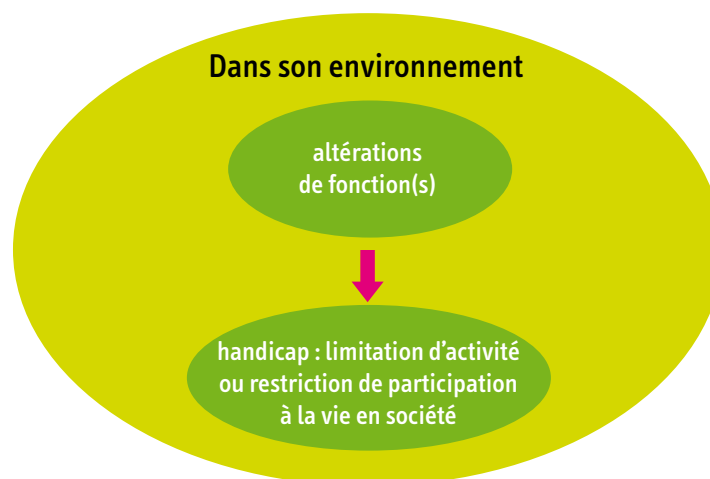 Dans son environnement
altérations
de fonction(s)
handicap : limitation d’activité
ou restriction de participation
à la vie en société